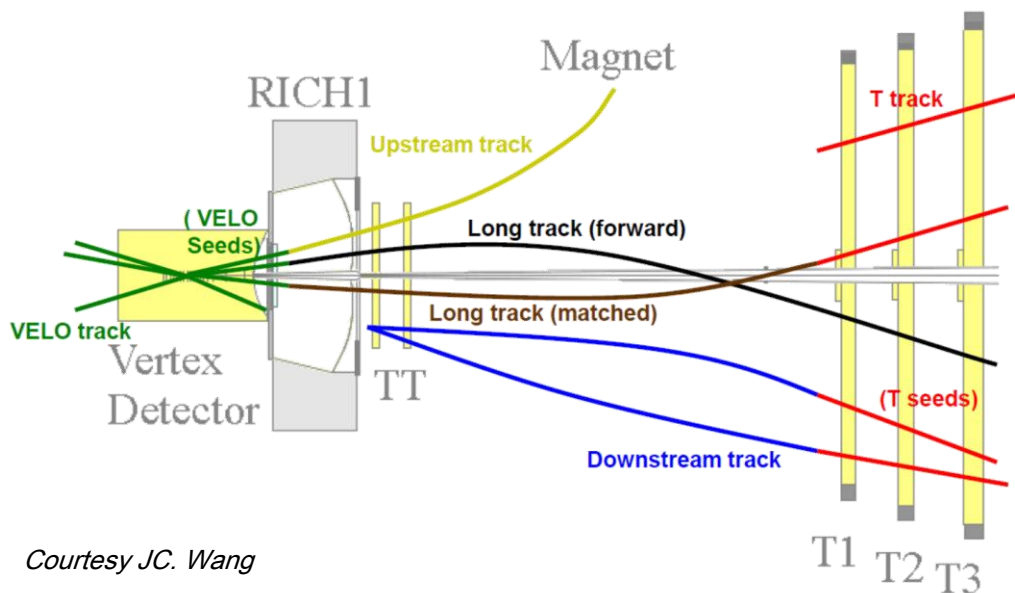 Magnet
RICH1
T track
Upstream track
( VELO
Seeds)
Long track (forward)
Long track (matched)
VELO track
Vertex
Detector
TT
(T seeds)
Downstream track
Courtesy JC. Wang
T1
T2
T3